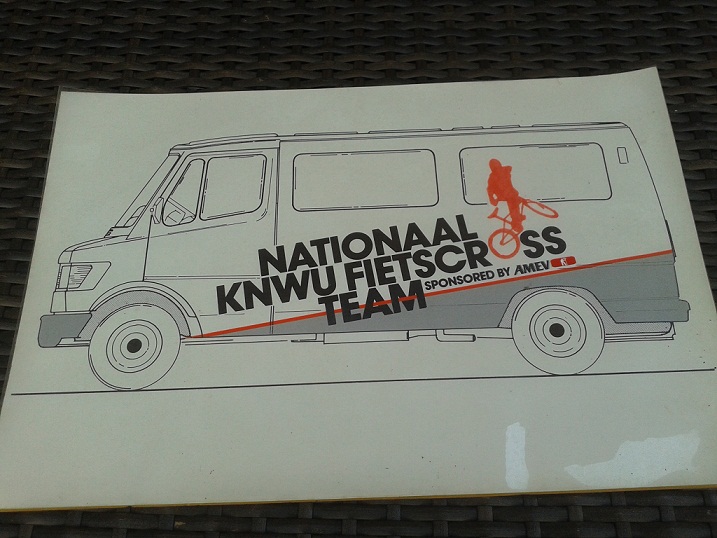 NATIONAAL
KNWU FIETSCROSS
TEAM
SPONSORED BY AMEV